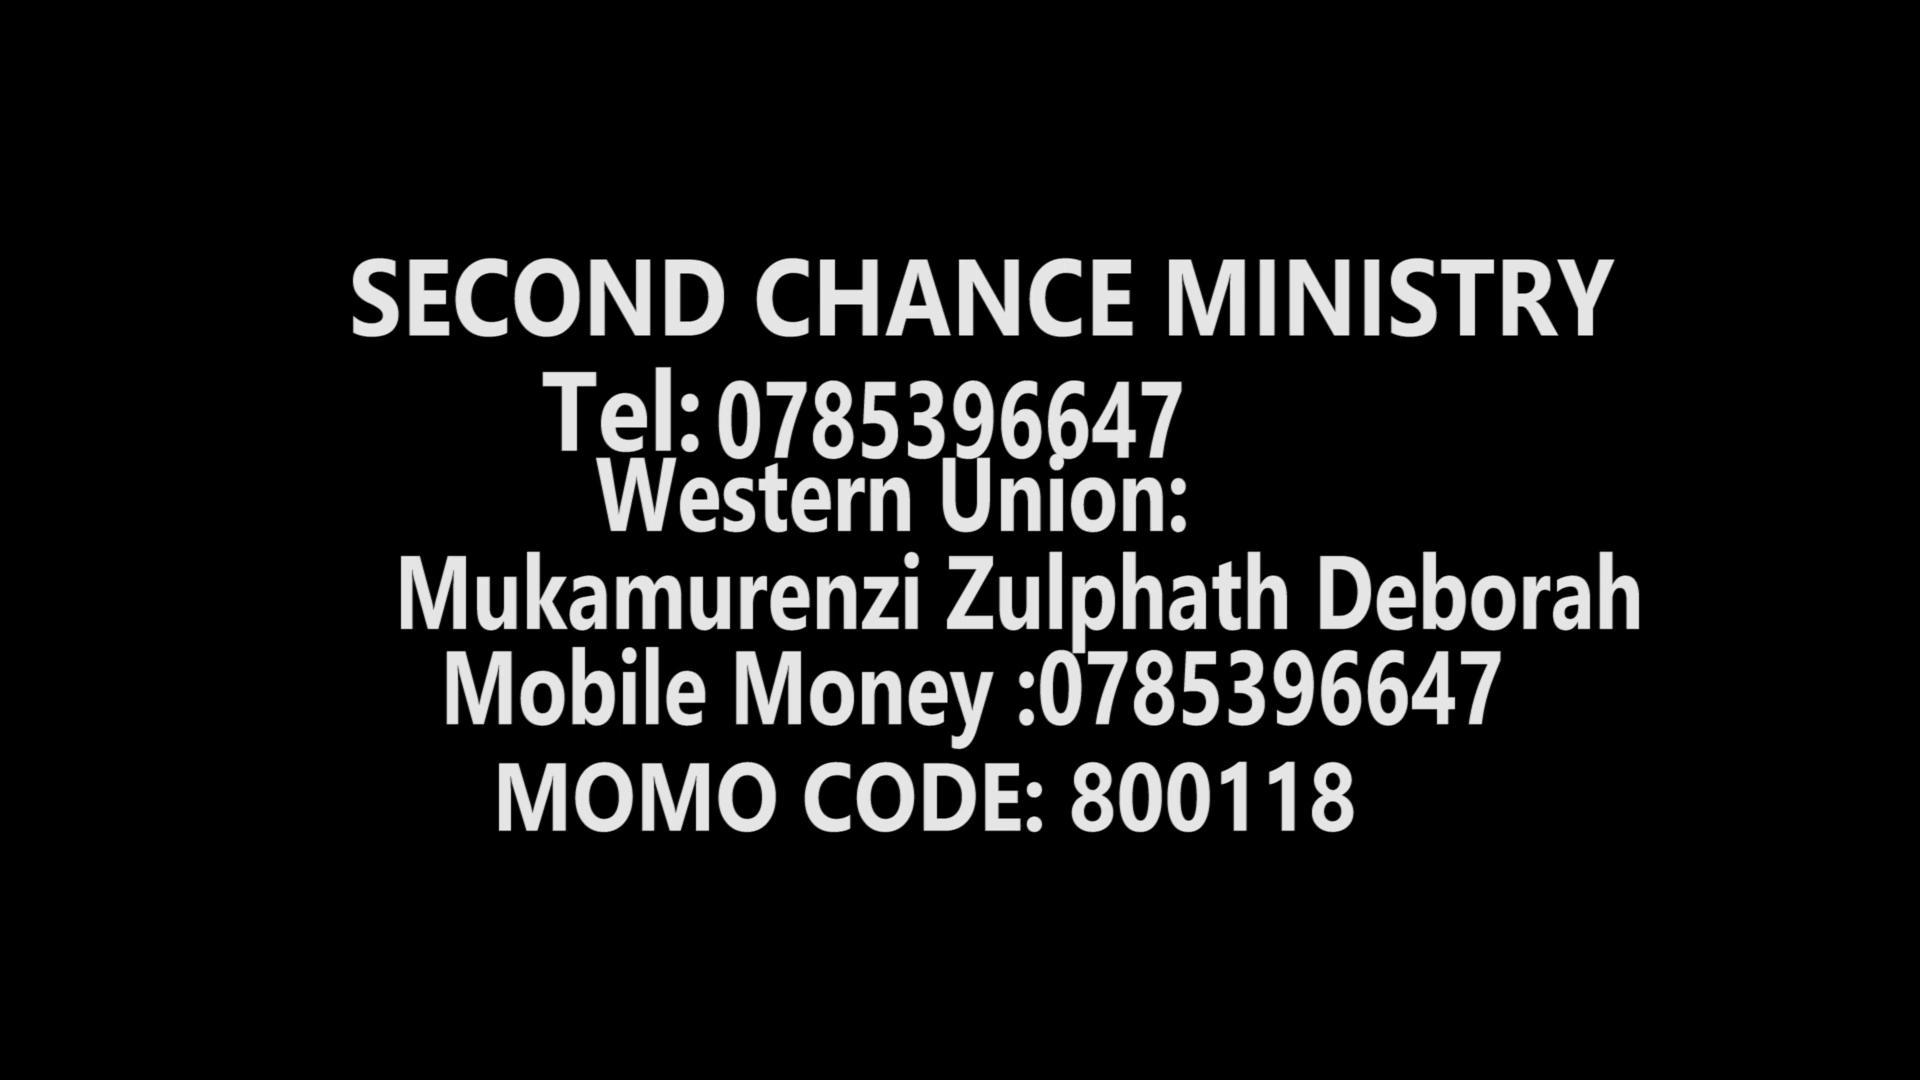 SECOND CHANCE MINISTRY
Tel: 0785396647
Western Union:
Mukamurenzi Zulphath Deborah
Mobile Money :0785396647
MOMO CODE: 800118